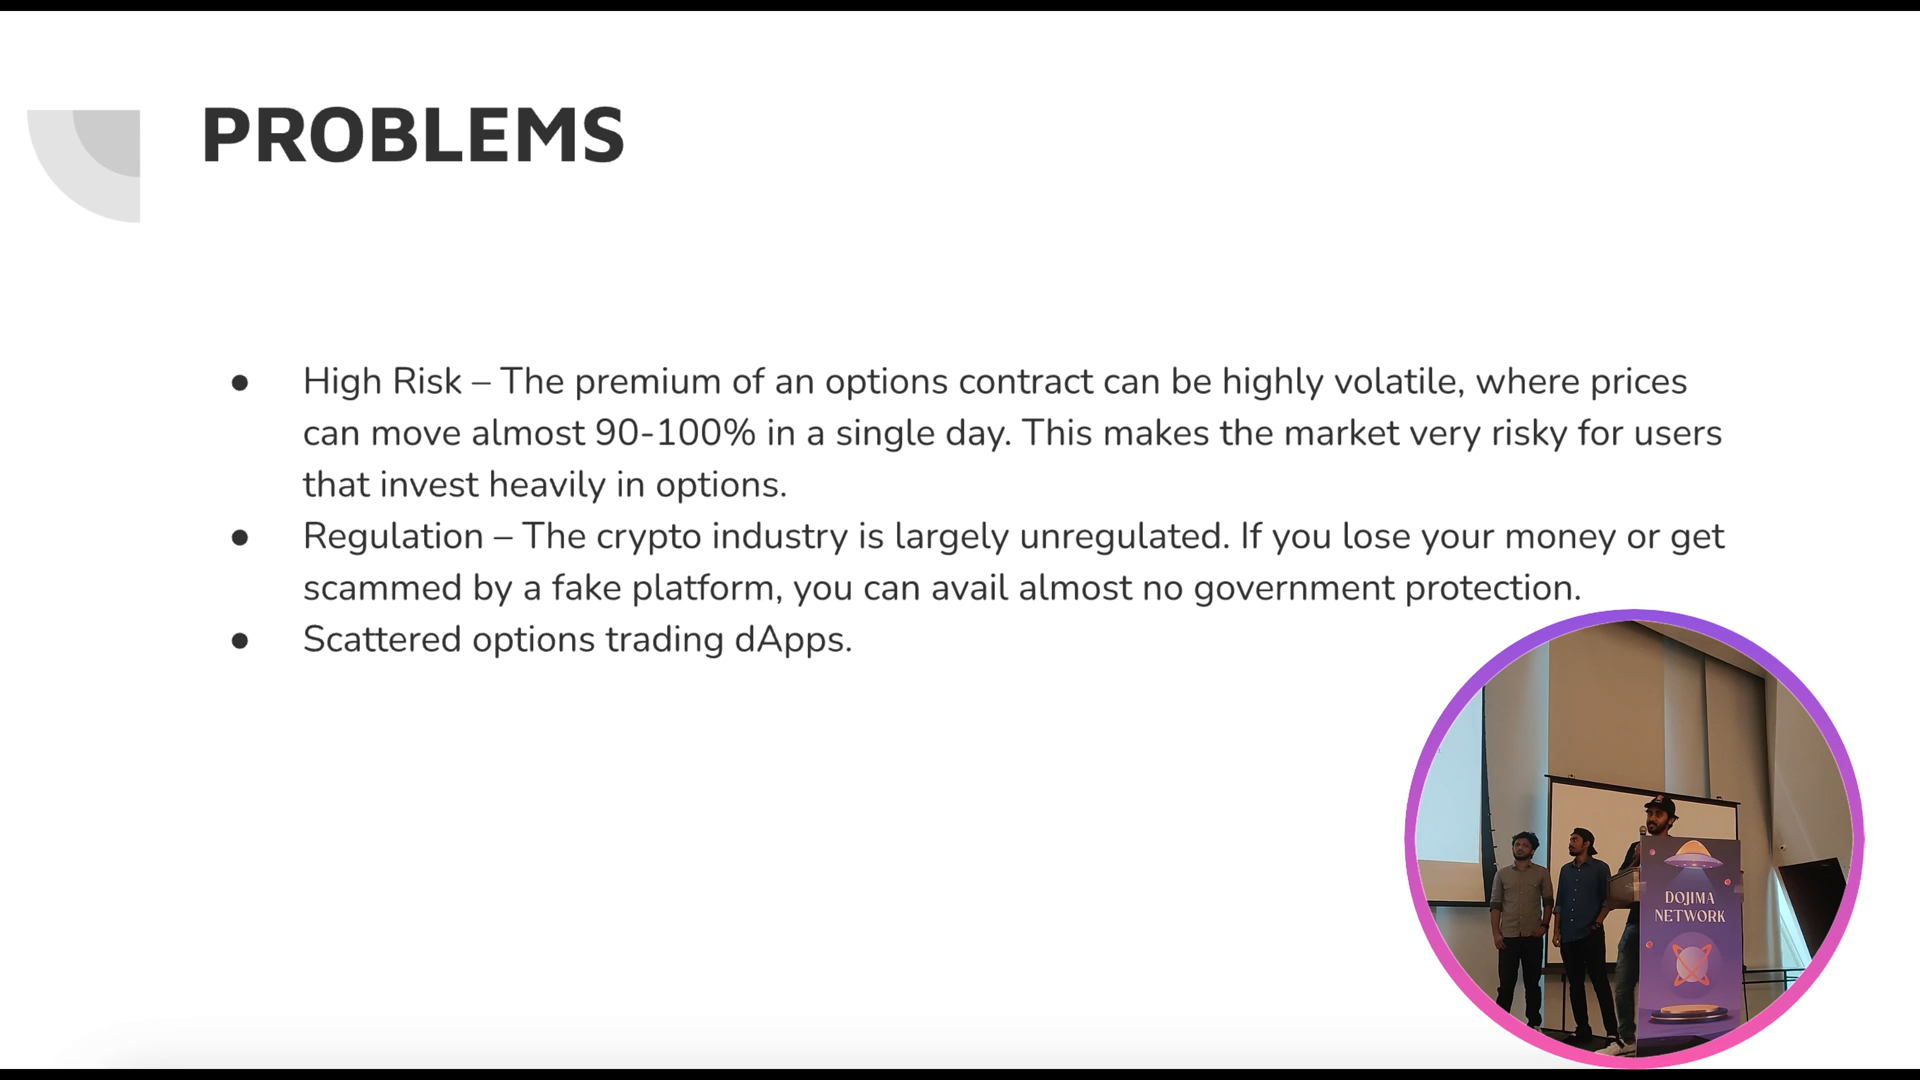 PROBLEMS
● High Risk – The premium of an options contract can be highly volatile, where prices
can move almost 90-100% in a single day. This makes the market very risky for users
that invest heavily in options.
● Regulation – The crypto industry is largely unregulated. If you lose your money or get
scammed by a fake platform, you can avail almost no government protection.
● Scattered options trading dApps.
DOJIMA
NETWORK